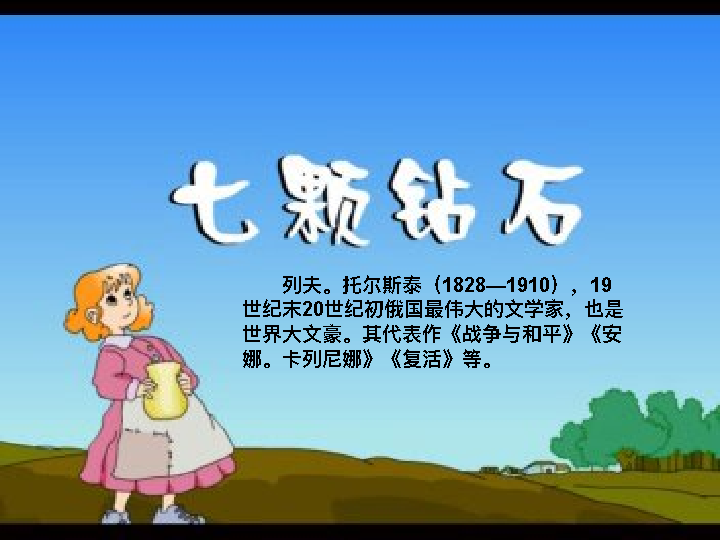 七颗钻石
列夫。托尔斯泰（1828—1910），19
世纪末20世纪初俄国最伟大的文学家，也是
世界大文豪。其代表作《战争与和平》《安
娜。卡列尼娜》《复活》等。